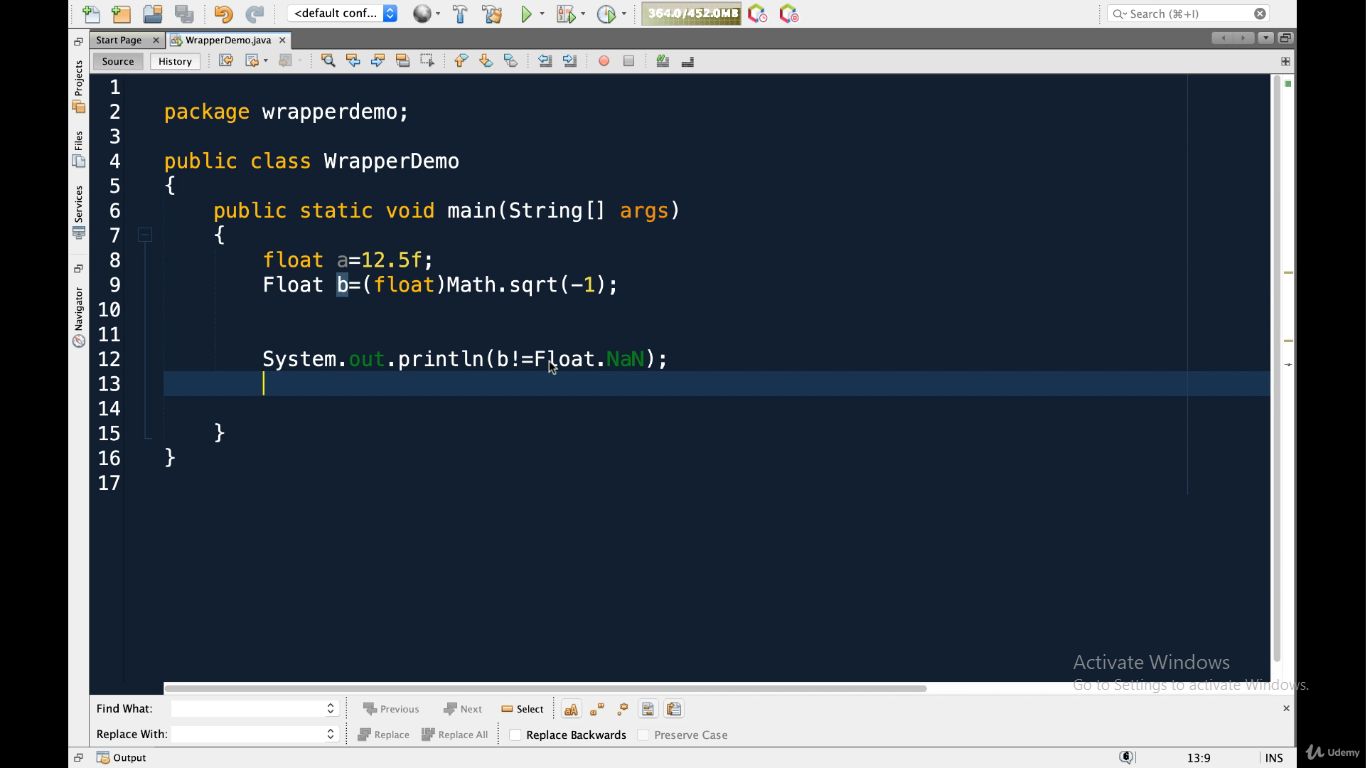 <default conf...
364.0/452.0MB
Search (⌘+I)
Start Page
WrapperDemo.java
Source
History
Projects
Files
Services
Navigator
1
2 package wrapperdemo;
3
4 public class WrapperDemo
5 {
6 public static void main(String[] args)
7 {
8 float a=12.5f;
9 Float b=(float)Math.sqrt(-1);
10
11
12 System.out.println(b!=Float.NaN);
13
14
15 }
16 }
17
Activate Windows
Go to Settings to activate Windows.
Find What:
Previous
Next
Select
Replace With:
Replace
Replace All
Replace Backwards
Preserve Case
Output
6
13:9
INS
Udemy